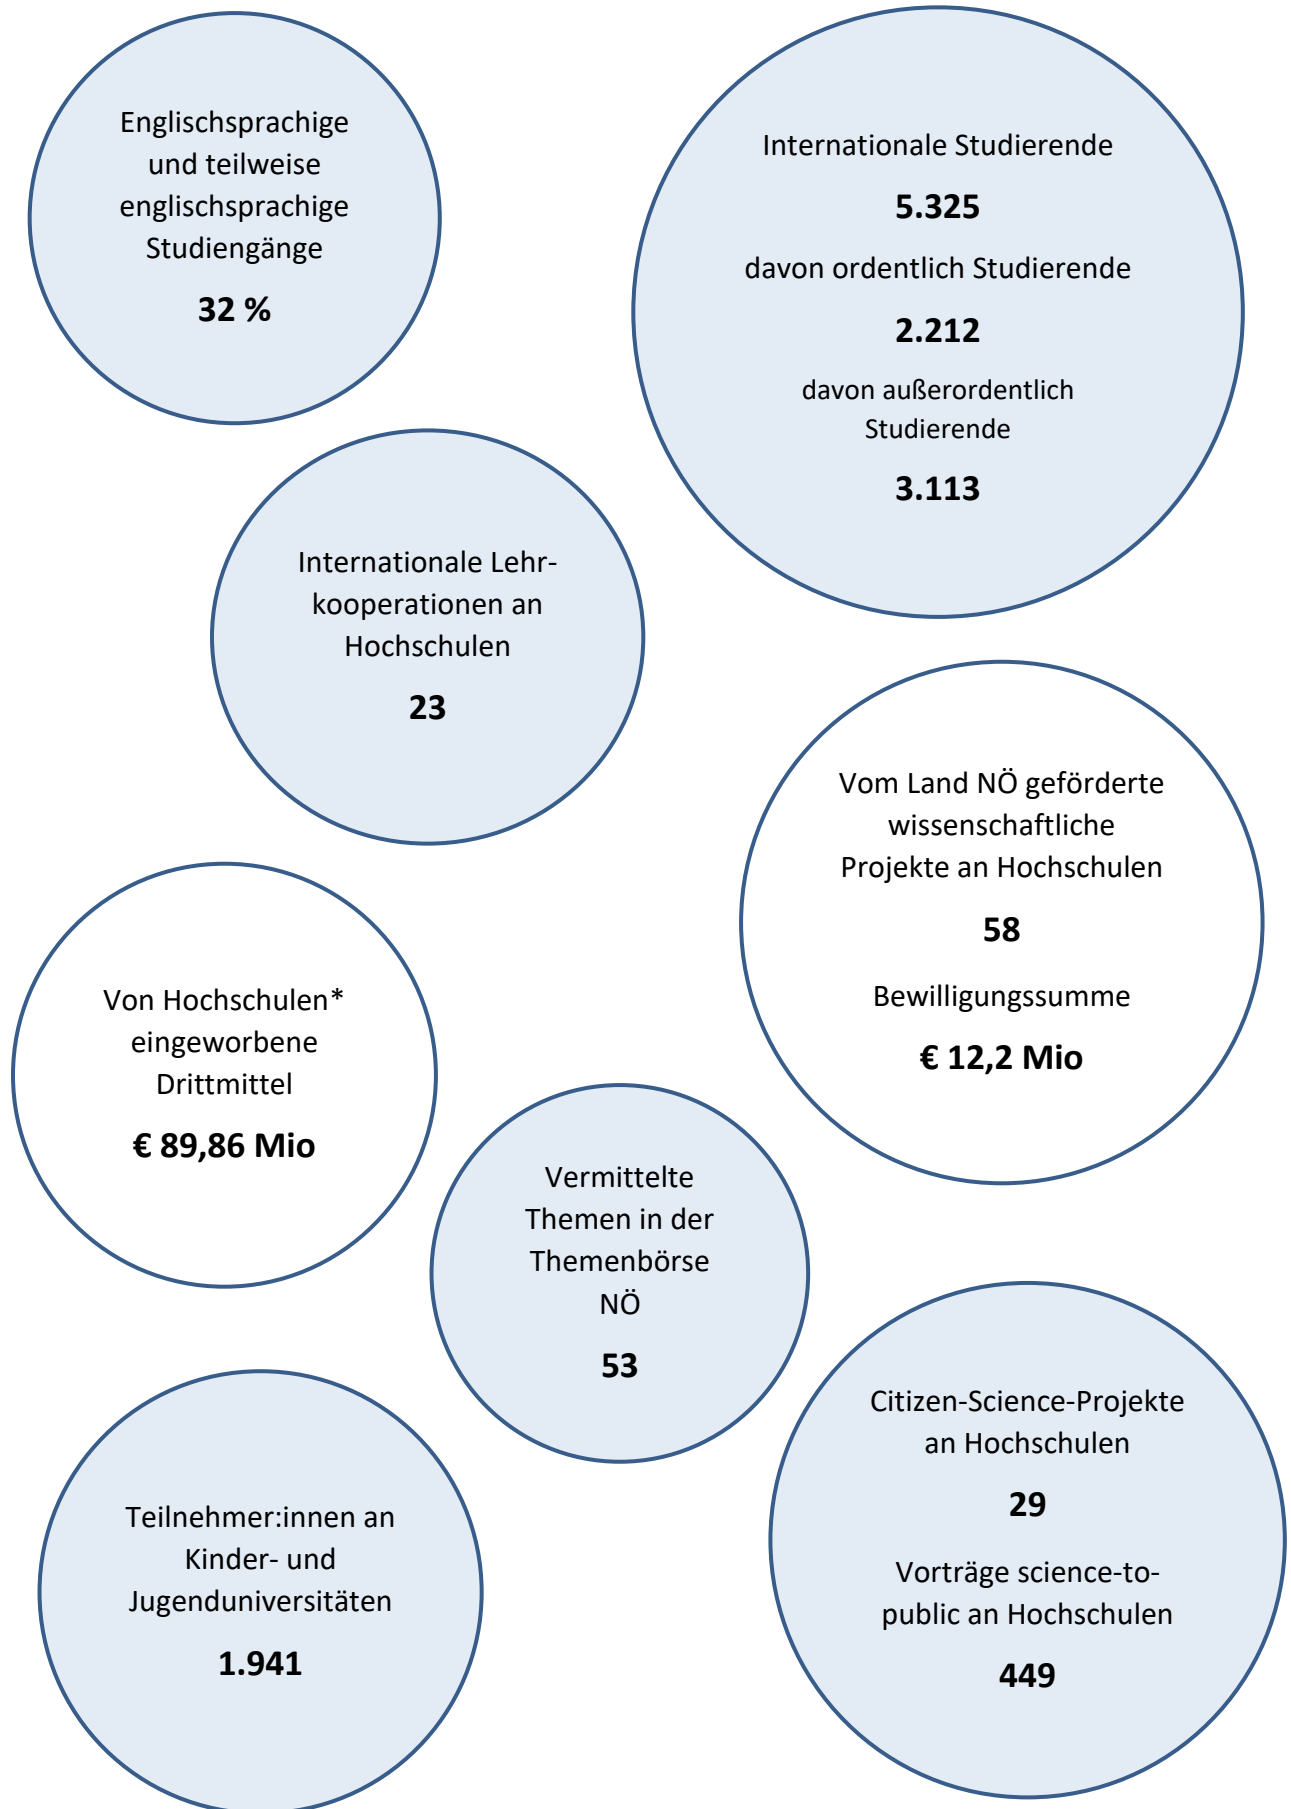 Englischsprachige
und teilweise
englischsprachige
Studiengänge
32 %
Internationale Studierende
5.325
davon ordentlich Studierende
2.212
davon außerordentlich
Studierende
3.113
Internationale Lehr-
kooperationen an
Hochschulen
23
Vom Land NÖ geförderte
wissenschaftliche
Projekte an Hochschulen
58
Bewilligungssumme
€ 12,2 Mio
Von Hochschulen*
eingeworbene
Drittmittel
€ 89,86 Mio
Vermittelte
Themen in der
Themenbörse
NÖ
53
Citizen-Science-Projekte
an Hochschulen
29
Vorträge science-to-
public an Hochschulen
449
Teilnehmer:innen an
Kinder- und
Jugenduniversitäten
1.941